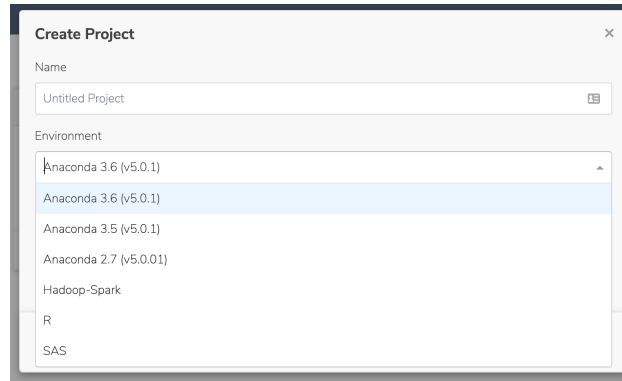 Create Project
×
Name
Untitled Project
Environment
Anaconda 3.6 (v5.0.1)
Anaconda 3.6 (v5.0.1)
Anaconda 3.5 (v5.0.1)
Anaconda 2.7 (v5.0.01)
Hadoop-Spark
R
SAS